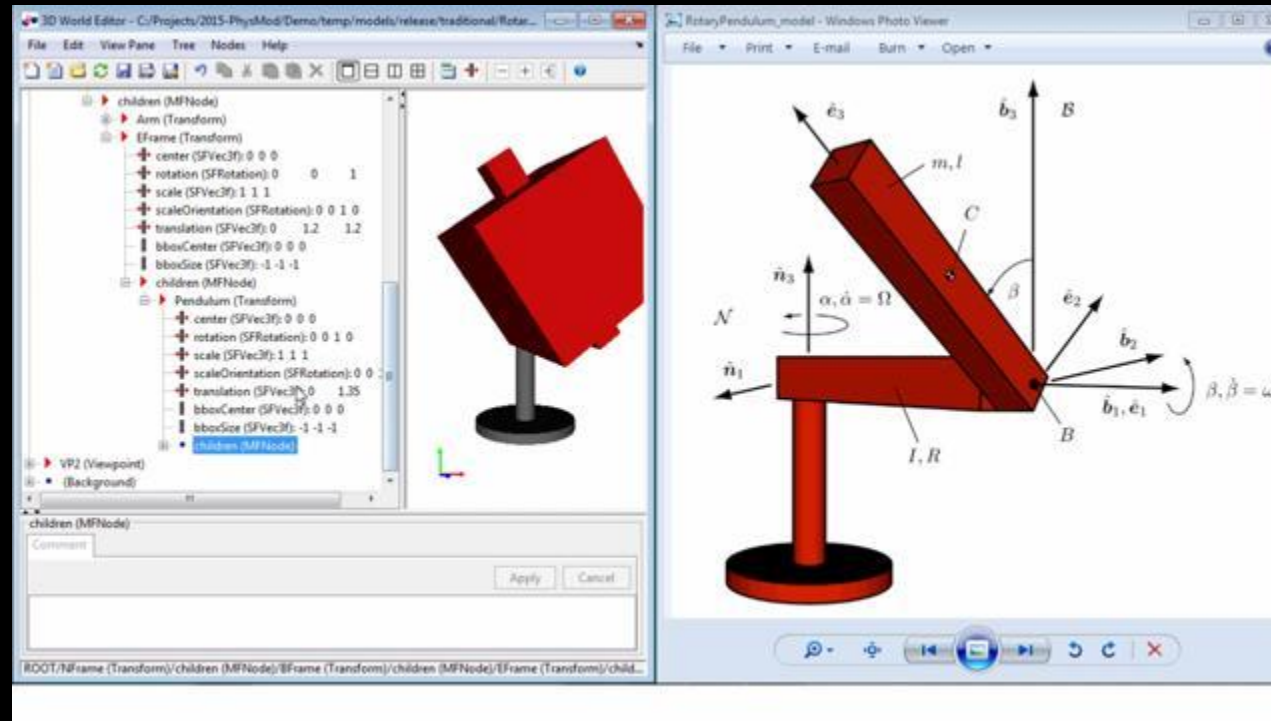 3D World Editor - C:/Projects/2015-PhysMod/Demo/temp/models/release/traditional/Rotar...
File Edit View Pane Tree Nodes Help
children (MFNode)
Arm (Transform)
EFrame (Transform)
center (SFVec3f): 0 0 0
rotation (SFRotation): 0 0 1
scale (SFVec3f): 1 1 1
scaleOrientation (SFRotation): 0 0 1 0
translation (SFVec3f): 0 1.2 1.2
bboxCenter (SFVec3f): 0 0 0
bboxSize (SFVec3f): -1 -1 -1
children (MFNode)
Pendulum (Transform)
center (SFVec3f): 0 0 0
rotation (SFRotation): 0 0 1 0
scale (SFVec3f): 1 1 1
scaleOrientation (SFRotation): 0 0
translation (SFVec3f): 0 1.35
bboxCenter (SFVec3f): 0 0 0
bboxSize (SFVec3f): -1 -1 -1
children (MFNode)
VP2 (Viewpoint)
(Background)
children (MFNode)
Comment
Apply Cancel
ROOT/NFrame (Transform)/children (MFNode)/BFrame (Transform)/children (MFNode)/EFrame (Transform)/child...
RotaryPendulum_model - Windows Photo Viewer
File Print E-mail Burn Open
ê₃
b̂₃ B
m, l
C
n̂₃
α, α̇ = Ω
β
ê₂
N
b̂₂
n̂₁
β, β̇ = ω
b̂₁, ê₁
B
I, R